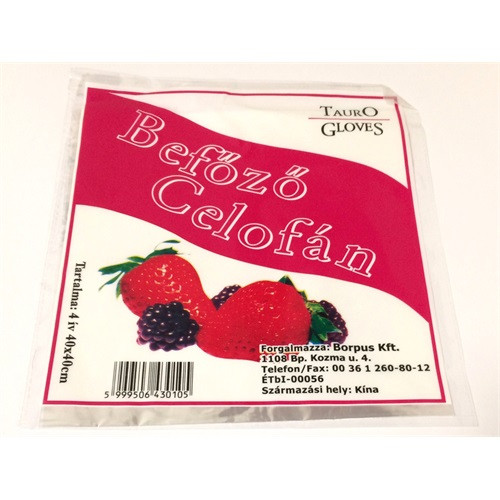 TAURO
GLOVES
Befőző
Celofán
Tartalma: 4 ív 40x40cm
Forgalmazza: Borpus Kft.
1108 Bp. Kozma u. 4.
Telefon/Fax: 00 36 1 260-80-12
ÉTbI-00056
Származási hely: Kína
5 999506 430105